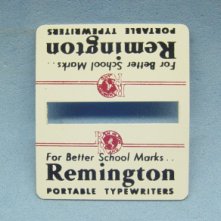 PORTABLE TYPEWRITERS
Remington
For Better School Marks..
For Better School Marks..
Remington
PORTABLE TYPEWRITERS